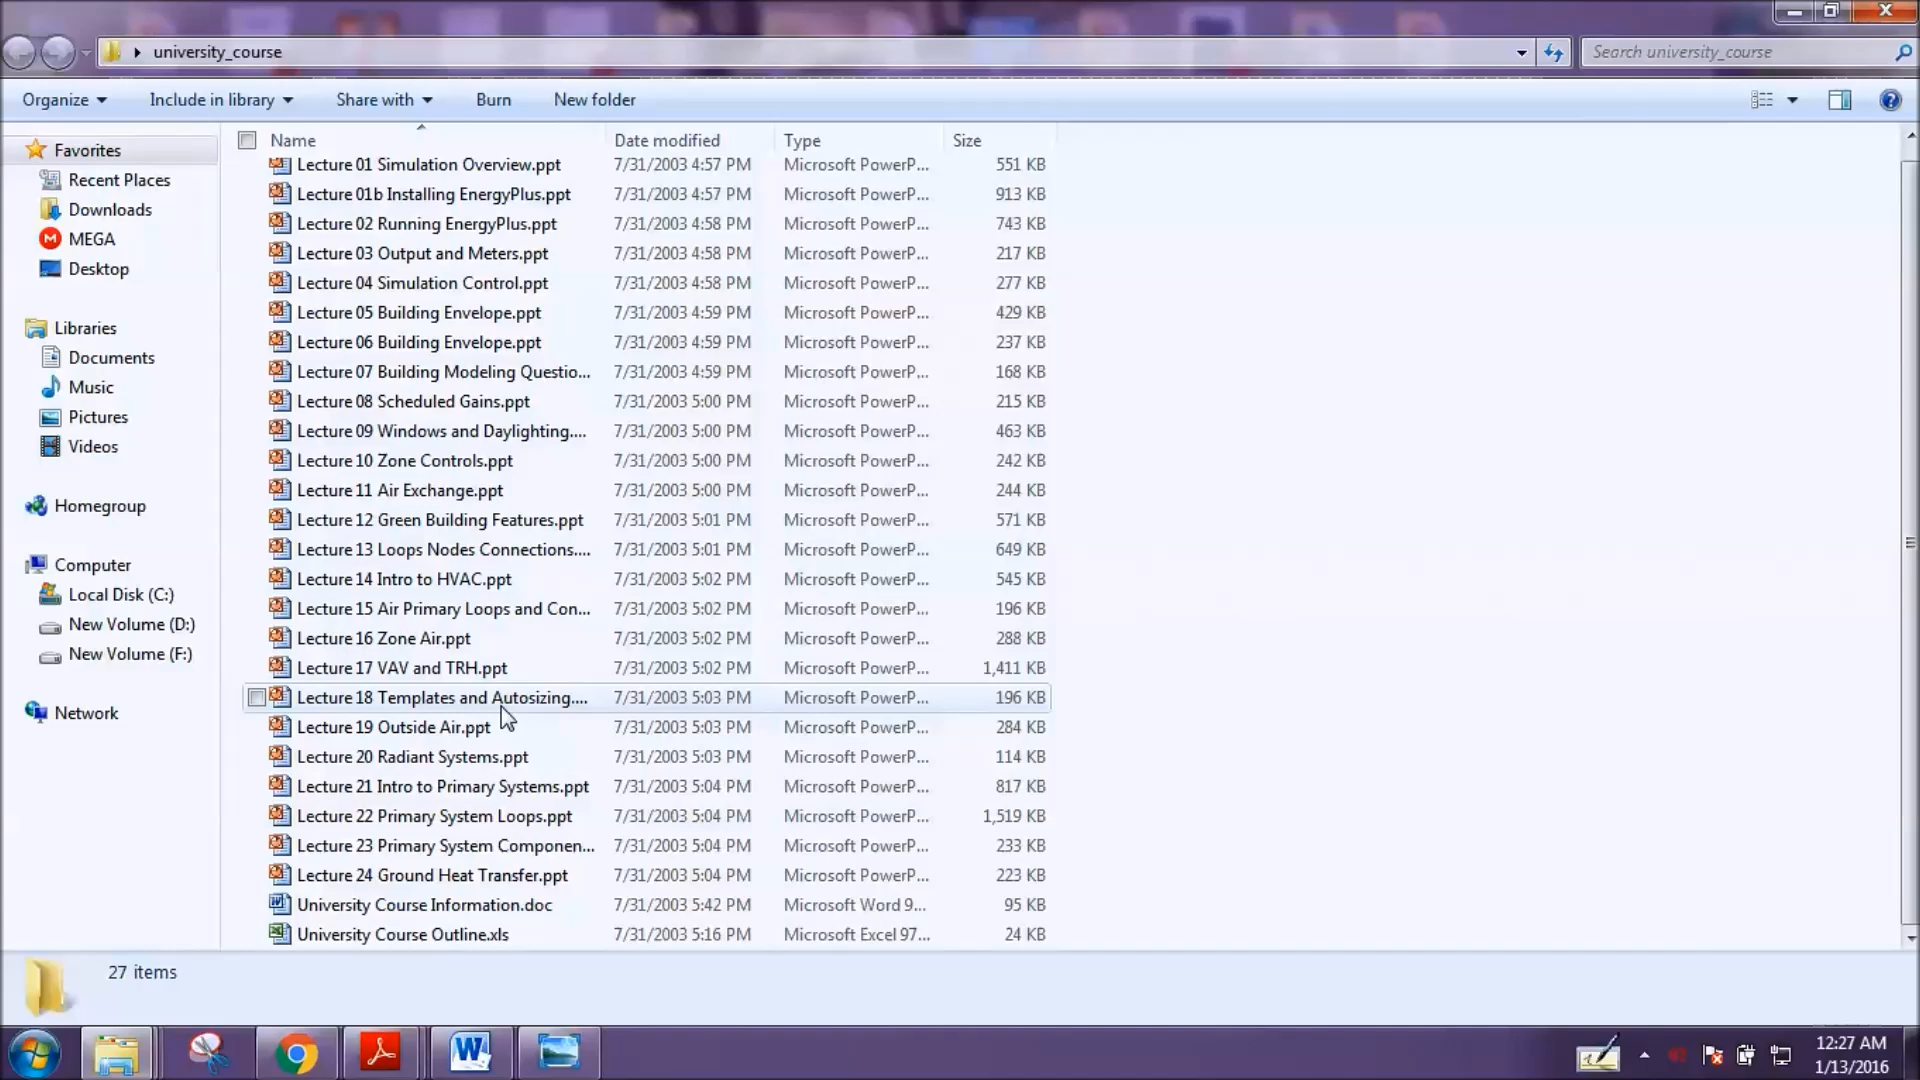 university_course
Search university_course
Organize
Include in library
Share with
Burn
New folder
Name
Date modified
Type
Size
Favorites
Recent Places
Downloads
MEGA
Desktop
Libraries
Documents
Music
Pictures
Videos
Homegroup
Computer
Local Disk (C:)
New Volume (D:)
New Volume (F:)
Network
Lecture 01 Simulation Overview.ppt 7/31/2003 4:57 PM Microsoft PowerP... 551 KB
Lecture 01b Installing EnergyPlus.ppt 7/31/2003 4:57 PM Microsoft PowerP... 913 KB
Lecture 02 Running EnergyPlus.ppt 7/31/2003 4:58 PM Microsoft PowerP... 743 KB
Lecture 03 Output and Meters.ppt 7/31/2003 4:58 PM Microsoft PowerP... 217 KB
Lecture 04 Simulation Control.ppt 7/31/2003 4:58 PM Microsoft PowerP... 277 KB
Lecture 05 Building Envelope.ppt 7/31/2003 4:59 PM Microsoft PowerP... 429 KB
Lecture 06 Building Envelope.ppt 7/31/2003 4:59 PM Microsoft PowerP... 237 KB
Lecture 07 Building Modeling Questio... 7/31/2003 4:59 PM Microsoft PowerP... 168 KB
Lecture 08 Scheduled Gains.ppt 7/31/2003 5:00 PM Microsoft PowerP... 215 KB
Lecture 09 Windows and Daylighting.... 7/31/2003 5:00 PM Microsoft PowerP... 463 KB
Lecture 10 Zone Controls.ppt 7/31/2003 5:00 PM Microsoft PowerP... 242 KB
Lecture 11 Air Exchange.ppt 7/31/2003 5:00 PM Microsoft PowerP... 244 KB
Lecture 12 Green Building Features.ppt 7/31/2003 5:01 PM Microsoft PowerP... 571 KB
Lecture 13 Loops Nodes Connections.... 7/31/2003 5:01 PM Microsoft PowerP... 649 KB
Lecture 14 Intro to HVAC.ppt 7/31/2003 5:02 PM Microsoft PowerP... 545 KB
Lecture 15 Air Primary Loops and Con... 7/31/2003 5:02 PM Microsoft PowerP... 196 KB
Lecture 16 Zone Air.ppt 7/31/2003 5:02 PM Microsoft PowerP... 288 KB
Lecture 17 VAV and TRH.ppt 7/31/2003 5:02 PM Microsoft PowerP... 1,411 KB
Lecture 18 Templates and Autosizing.... 7/31/2003 5:03 PM Microsoft PowerP... 196 KB
Lecture 19 Outside Air.ppt 7/31/2003 5:03 PM Microsoft PowerP... 284 KB
Lecture 20 Radiant Systems.ppt 7/31/2003 5:03 PM Microsoft PowerP... 114 KB
Lecture 21 Intro to Primary Systems.ppt 7/31/2003 5:04 PM Microsoft PowerP... 817 KB
Lecture 22 Primary System Loops.ppt 7/31/2003 5:04 PM Microsoft PowerP... 1,519 KB
Lecture 23 Primary System Componen... 7/31/2003 5:04 PM Microsoft PowerP... 233 KB
Lecture 24 Ground Heat Transfer.ppt 7/31/2003 5:04 PM Microsoft PowerP... 223 KB
University Course Information.doc 7/31/2003 5:42 PM Microsoft Word 9... 95 KB
University Course Outline.xls 7/31/2003 5:16 PM Microsoft Excel 97... 24 KB
27 items
12:27 AM
1/13/2016